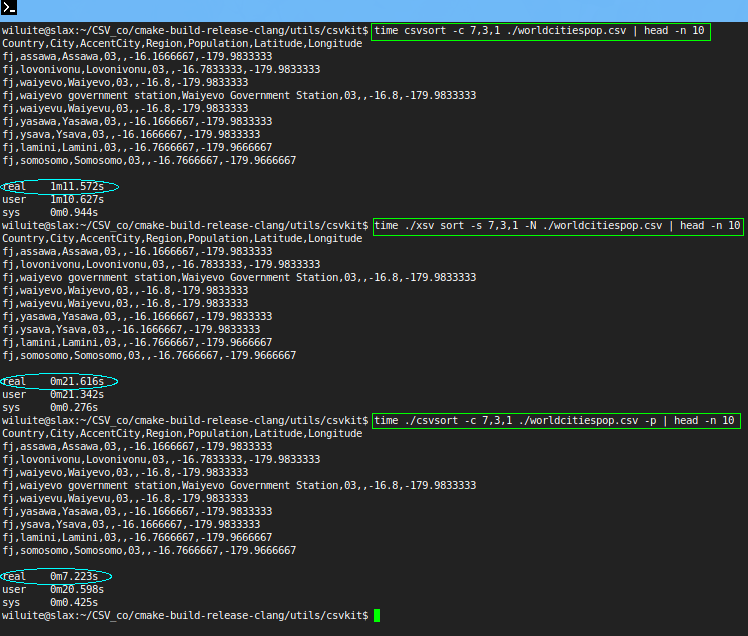 wiluite@slax:~/CSV_co/cmake-build-release-clang/utils/csvkit$ time csvsort -c 7,3,1 ./worldcitiespop.csv | head -n 10
Country,City,AccentCity,Region,Population,Latitude,Longitude
fj,assawa,Assawa,03,,-16.1666667,-179.9833333
fj,lovonivonu,Lovonivonu,03,,-16.7833333,-179.9833333
fj,waiyevo,Waiyevo,03,,-16.8,-179.9833333
fj,waiyevo government station,Waiyevo Government Station,03,,-16.8,-179.9833333
fj,waiyevu,Waiyevu,03,,-16.8,-179.9833333
fj,yasawa,Yasawa,03,,-16.1666667,-179.9833333
fj,ysava,Ysava,03,,-16.1666667,-179.9833333
fj,lamini,Lamini,03,,-16.7666667,-179.9666667
fj,somosomo,Somosomo,03,,-16.7666667,-179.9666667
real 1m11.572s
user 1m10.627s
sys 0m0.944s
wiluite@slax:~/CSV_co/cmake-build-release-clang/utils/csvkit$ time ./xsv sort -s 7,3,1 -N ./worldcitiespop.csv | head -n 10
Country,City,AccentCity,Region,Population,Latitude,Longitude
fj,assawa,Assawa,03,,-16.1666667,-179.9833333
fj,lovonivonu,Lovonivonu,03,,-16.7833333,-179.9833333
fj,waiyevo government station,Waiyevo Government Station,03,,-16.8,-179.9833333
fj,waiyevo,Waiyevo,03,,-16.8,-179.9833333
fj,waiyevu,Waiyevu,03,,-16.8,-179.9833333
fj,yasawa,Yasawa,03,,-16.1666667,-179.9833333
fj,ysava,Ysava,03,,-16.1666667,-179.9833333
fj,lamini,Lamini,03,,-16.7666667,-179.9666667
fj,somosomo,Somosomo,03,,-16.7666667,-179.9666667
real 0m21.616s
user 0m21.342s
sys 0m0.276s
wiluite@slax:~/CSV_co/cmake-build-release-clang/utils/csvkit$ time ./csvsort -c 7,3,1 ./worldcitiespop.csv -p | head -n 10
Country,City,AccentCity,Region,Population,Latitude,Longitude
fj,assawa,Assawa,03,,-16.1666667,-179.9833333
fj,lovonivonu,Lovonivonu,03,,-16.7833333,-179.9833333
fj,waiyevo,Waiyevo,03,,-16.8,-179.9833333
fj,waiyevo government station,Waiyevo Government Station,03,,-16.8,-179.9833333
fj,waiyevu,Waiyevu,03,,-16.8,-179.9833333
fj,yasawa,Yasawa,03,,-16.1666667,-179.9833333
fj,ysava,Ysava,03,,-16.1666667,-179.9833333
fj,lamini,Lamini,03,,-16.7666667,-179.9666667
fj,somosomo,Somosomo,03,,-16.7666667,-179.9666667
real 0m7.223s
user 0m20.598s
sys 0m0.425s
wiluite@slax:~/CSV_co/cmake-build-release-clang/utils/csvkit$